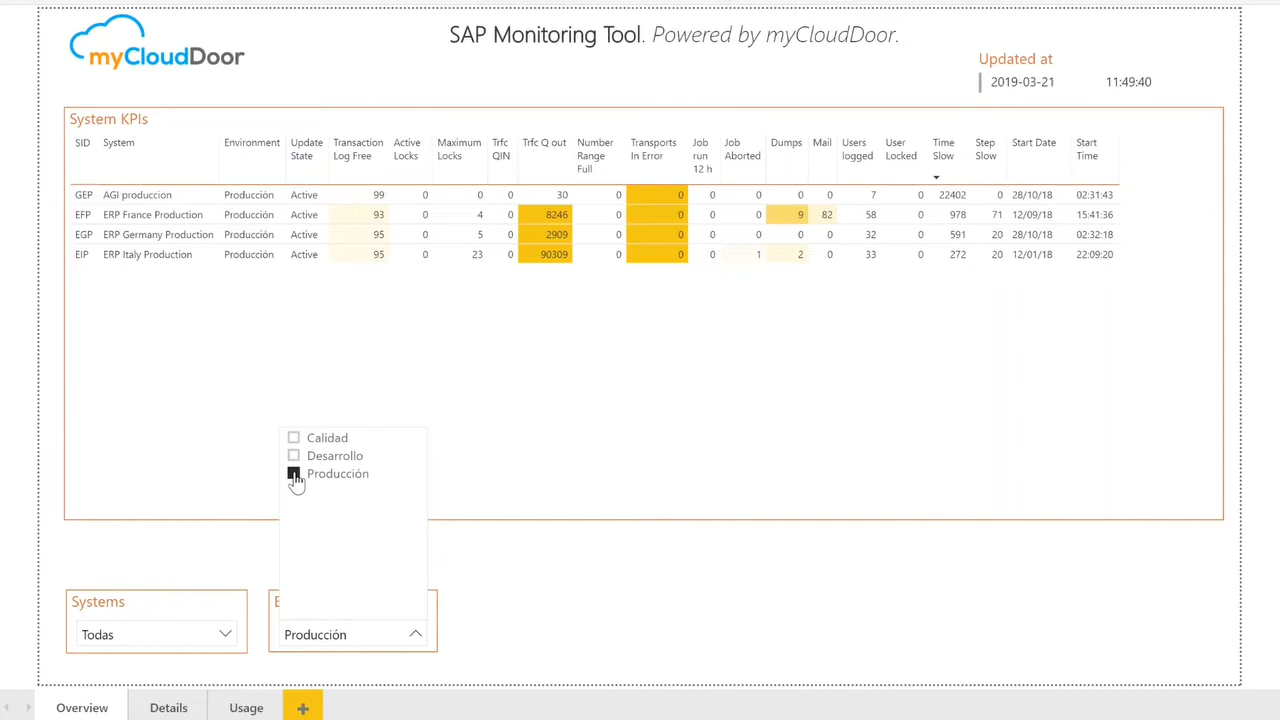 myCloudDoor
SAP Monitoring Tool. Powered by myCloudDoor.
Updated at
2019-03-21 11:49:40
System KPIs
SID System Environment Update State Transaction Log Free Active Locks Maximum Locks Trfc QIN Trfc Q out Number Range Full Transports In Error Job run 12 h Job Aborted Dumps Mail Users logged User Locked Time Slow Step Slow Start Date Start Time
GEP AGI produccion Producción Active 99 0 0 0 30 0 0 0 0 0 0 7 0 22402 0 28/10/18 02:31:43
EFP ERP France Production Producción Active 93 0 4 0 8246 0 0 0 0 9 82 58 0 978 71 12/09/18 15:41:36
EGP ERP Germany Production Producción Active 95 0 5 0 2909 0 0 0 0 0 0 32 0 591 20 28/10/18 02:32:18
EIP ERP Italy Production Producción Active 95 0 23 0 90309 0 0 0 1 2 0 33 0 272 20 12/01/18 22:09:20
Calidad
Desarrollo
Producción
Systems
Todas
Producción
Overview Details Usage +